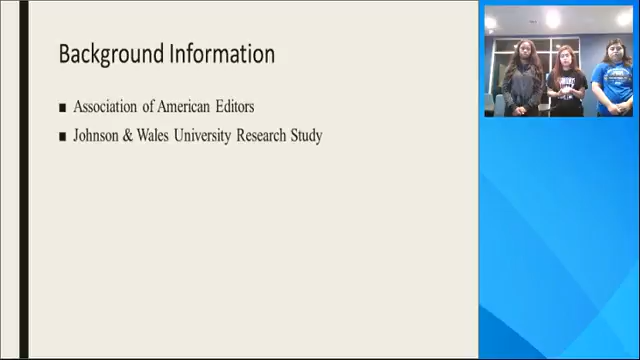 Background Information
■ Association of American Editors
■ Johnson & Wales University Research Study